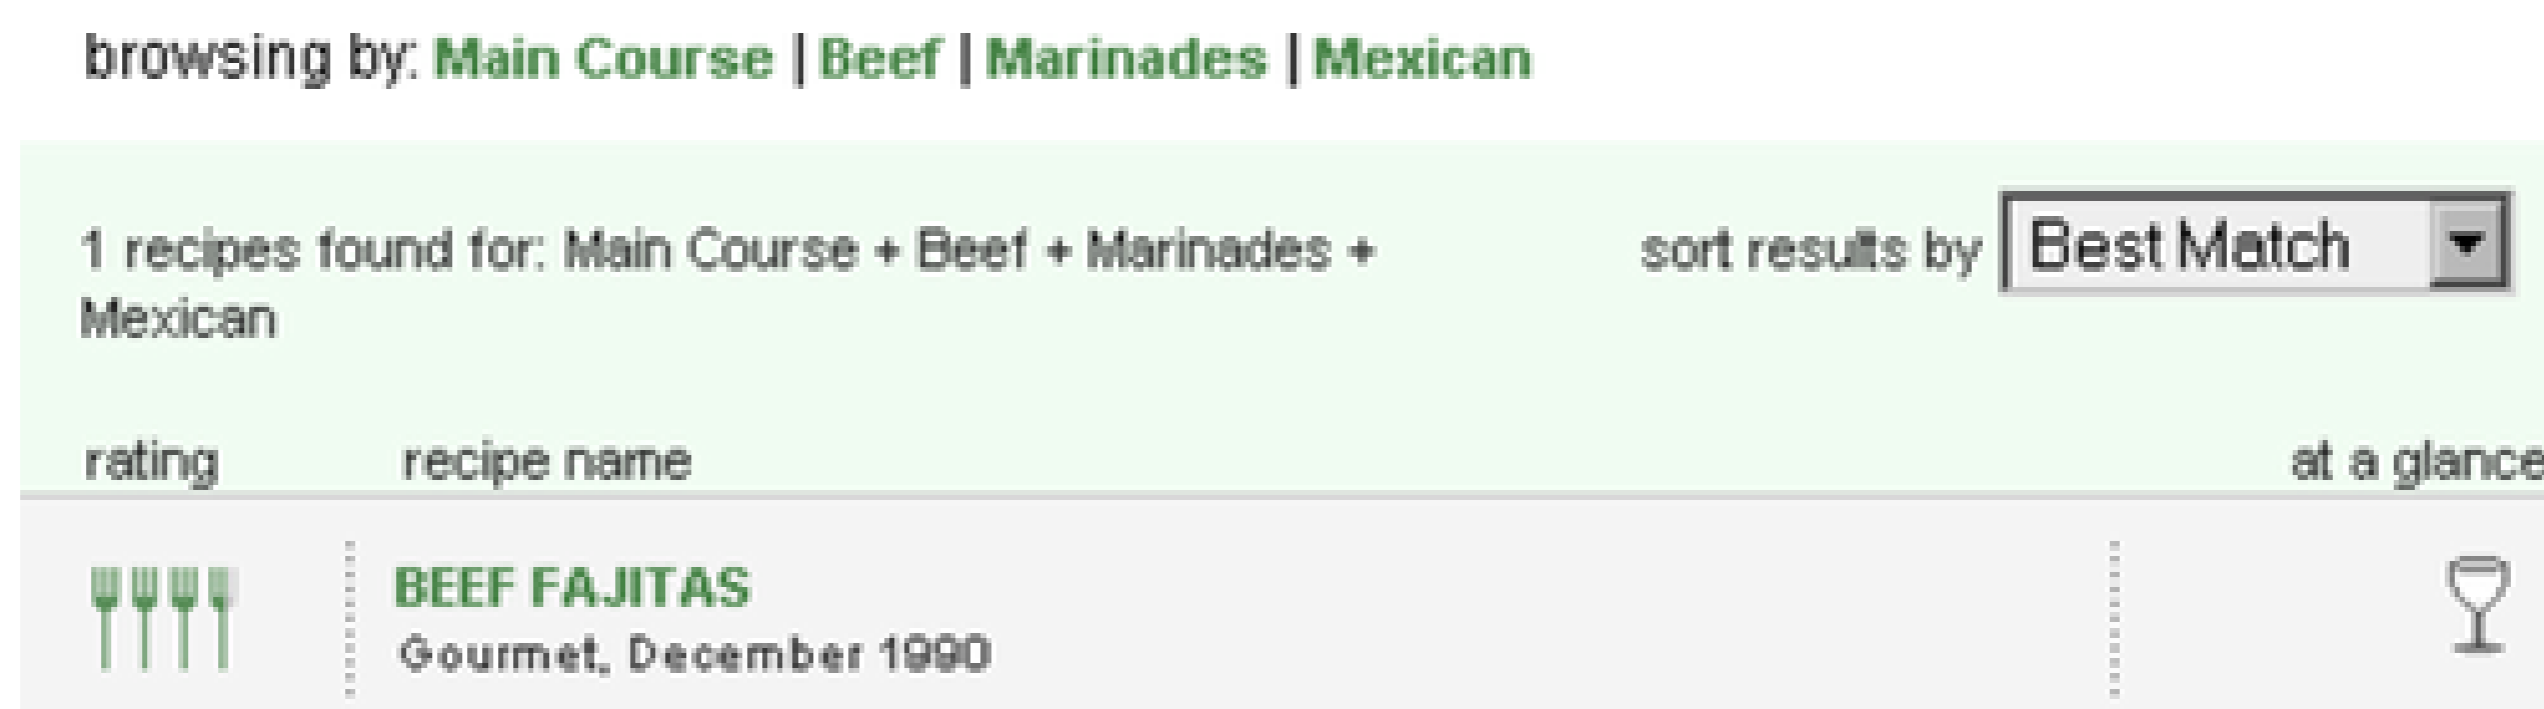 browsing by: Main Course | Beef | Marinades | Mexican
1 recipes found for: Main Course + Beef + Marinades +
Mexican
sort results by Best Match
rating recipe name at a glance
BEEF FAJITAS
Gourmet, December 1990